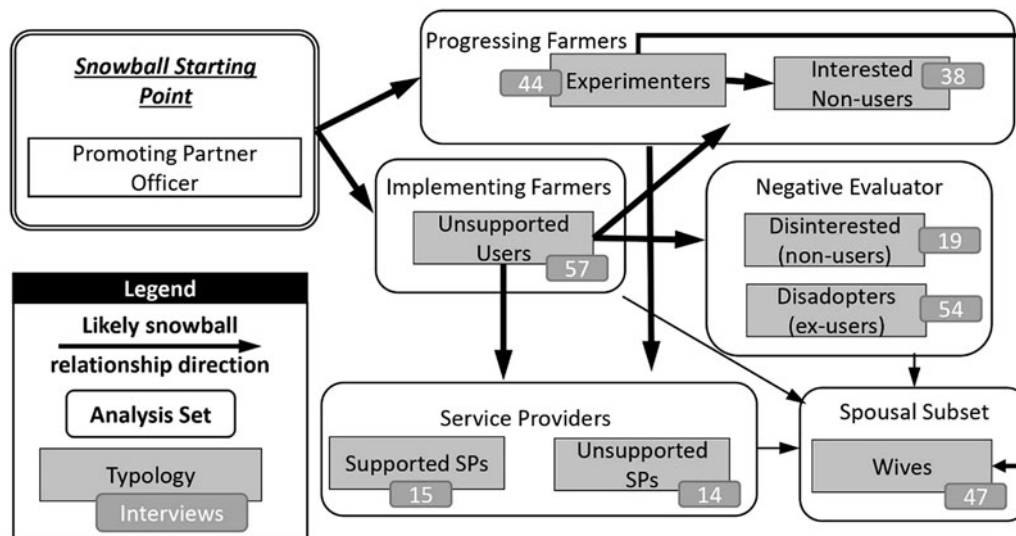 Snowball Starting
Point
Promoting Partner
Officer
Progressing Farmers
44
Experimenters
Interested
Non-users
38
Implementing Farmers
Unsupported
Users
57
Negative Evaluator
Disinterested
(non-users)
19
Disadopters
(ex-users)
54
Legend
Likely snowball
relationship direction
Analysis Set
Typology
Interviews
Service Providers
Supported SPs
15
Unsupported
SPs
14
Spousal Subset
Wives
47